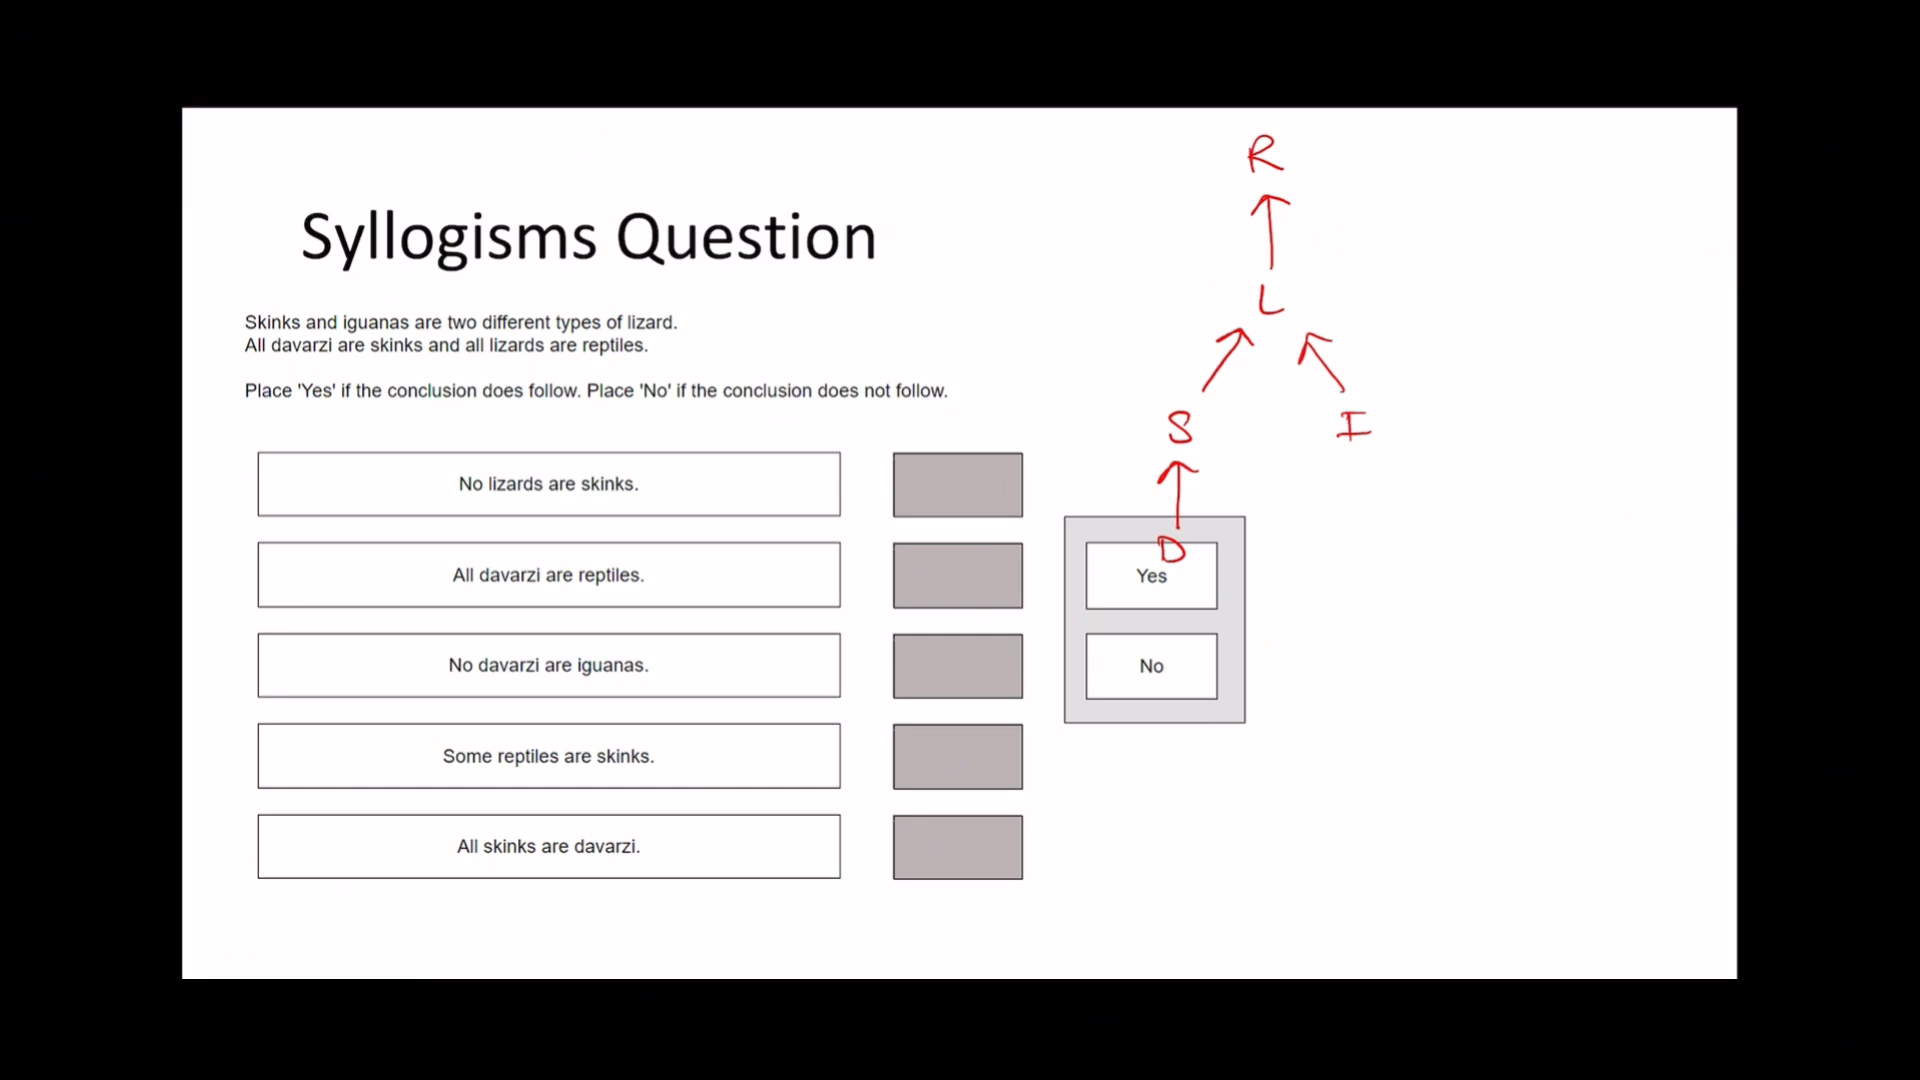 R
Syllogisms Question
L
Skinks and iguanas are two different types of lizard.
All davarzi are skinks and all lizards are reptiles.
Place 'Yes' if the conclusion does follow. Place 'No' if the conclusion does not follow.
S I
No lizards are skinks.
D
All davarzi are reptiles.
Yes
No davarzi are iguanas.
No
Some reptiles are skinks.
All skinks are davarzi.